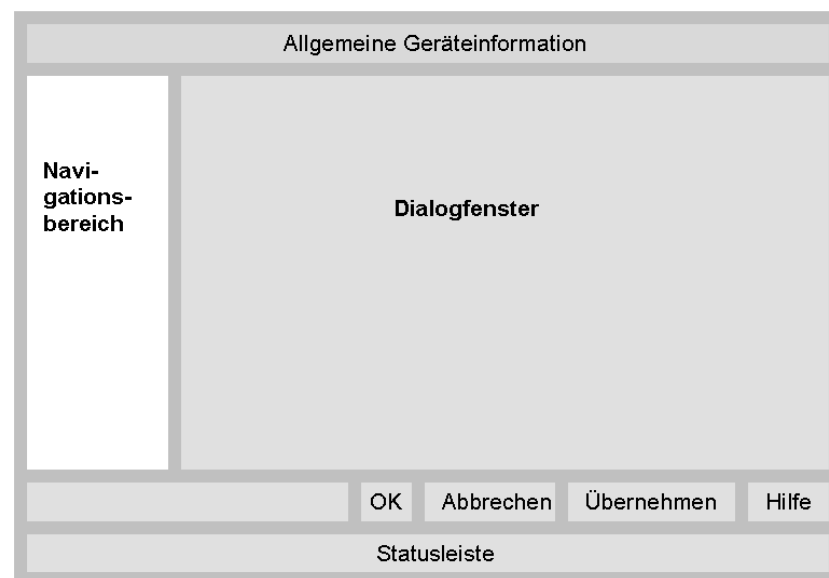 Allgemeine Geräteinformation
Navi-
gations-
bereich
Dialogfenster
OK Abbrechen Übernehmen Hilfe
Statusleiste